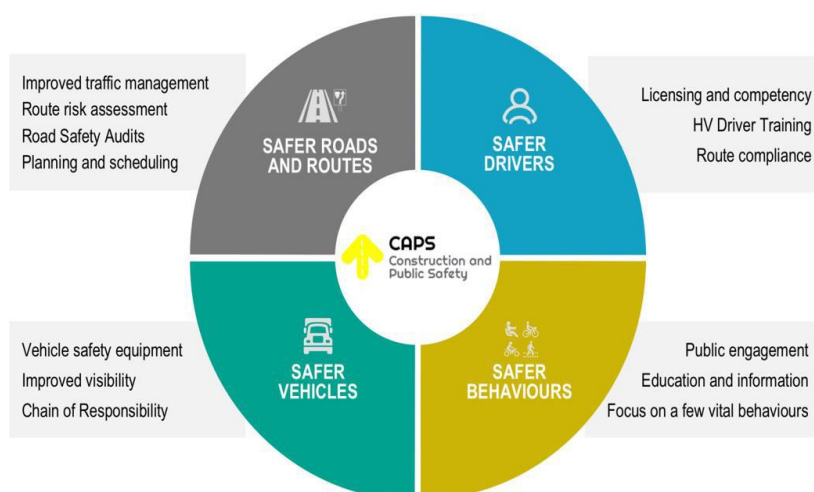 Improved traffic management
Route risk assessment
Road Safety Audits
Planning and scheduling
SAFER ROADS
AND ROUTES
SAFER
DRIVERS
Licensing and competency
HV Driver Training
Route compliance
CAPS
Construction and
Public Safety
Vehicle safety equipment
Improved visibility
Chain of Responsibility
SAFER
VEHICLES
SAFER
BEHAVIOURS
Public engagement
Education and information
Focus on a few vital behaviours